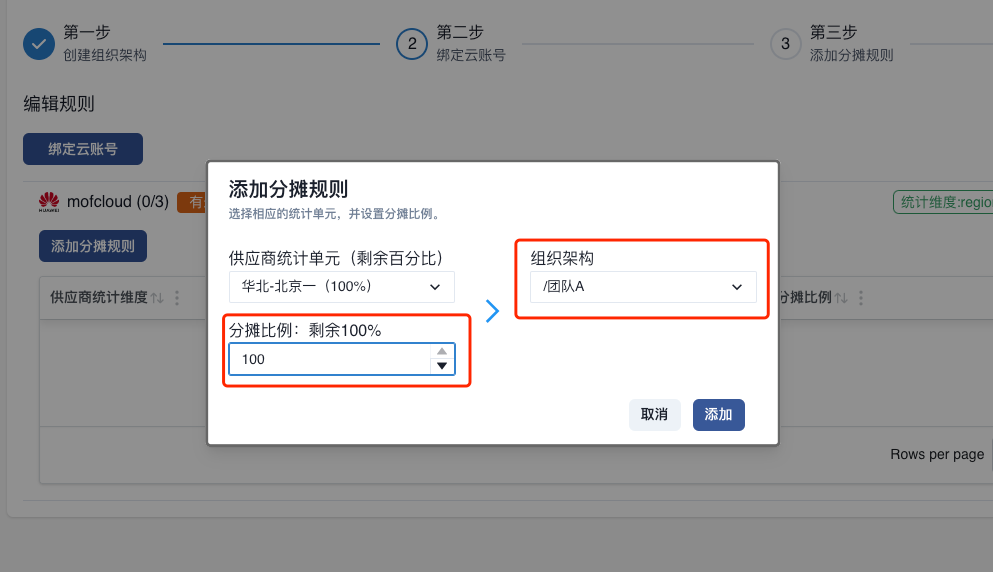 第一步
创建组织架构
2
第二步
绑定云账号
3
第三步
添加分摊规则
编辑规则
绑定云账号
HUAWEI
mofcloud (0/3)
有
统计维度:regio
添加分摊规则
供应商统计维度
分摊比例
添加分摊规则
选择相应的统计单元，并设置分摊比例。
供应商统计单元（剩余百分比）
华北-北京一（100%）
组织架构
/团队A
分摊比例：剩余100%
100
取消
添加
Rows per page